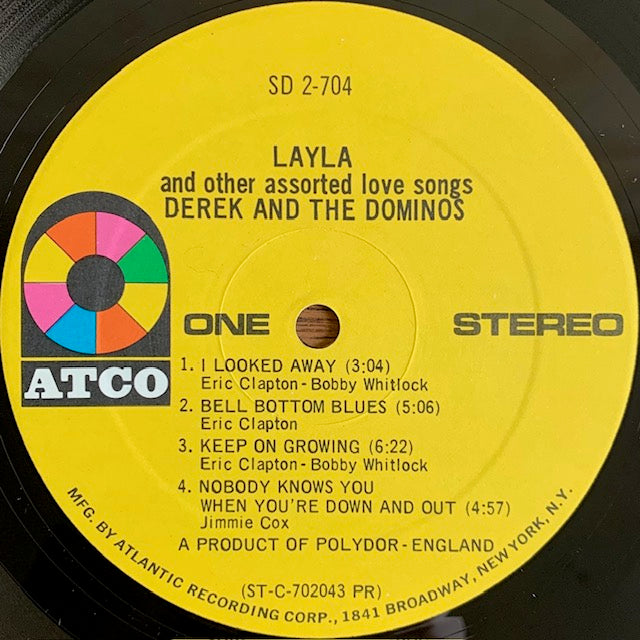 SD 2-704
LAYLA
and other assorted love songs
DEREK AND THE DOMINOS
ATCO
ONE
STEREO
1. I LOOKED AWAY (3:04)
Eric Clapton - Bobby Whitlock
2. BELL BOTTOM BLUES (5:06)
Eric Clapton
3. KEEP ON GROWING (6:22)
Eric Clapton - Bobby Whitlock
4. NOBODY KNOWS YOU
WHEN YOU'RE DOWN AND OUT (4:57)
Jimmie Cox
A PRODUCT OF POLYDOR - ENGLAND
(ST-C-702043 PR)
MFG. BY ATLANTIC RECORDING CORP., 1841 BROADWAY, NEW YORK, N.Y.